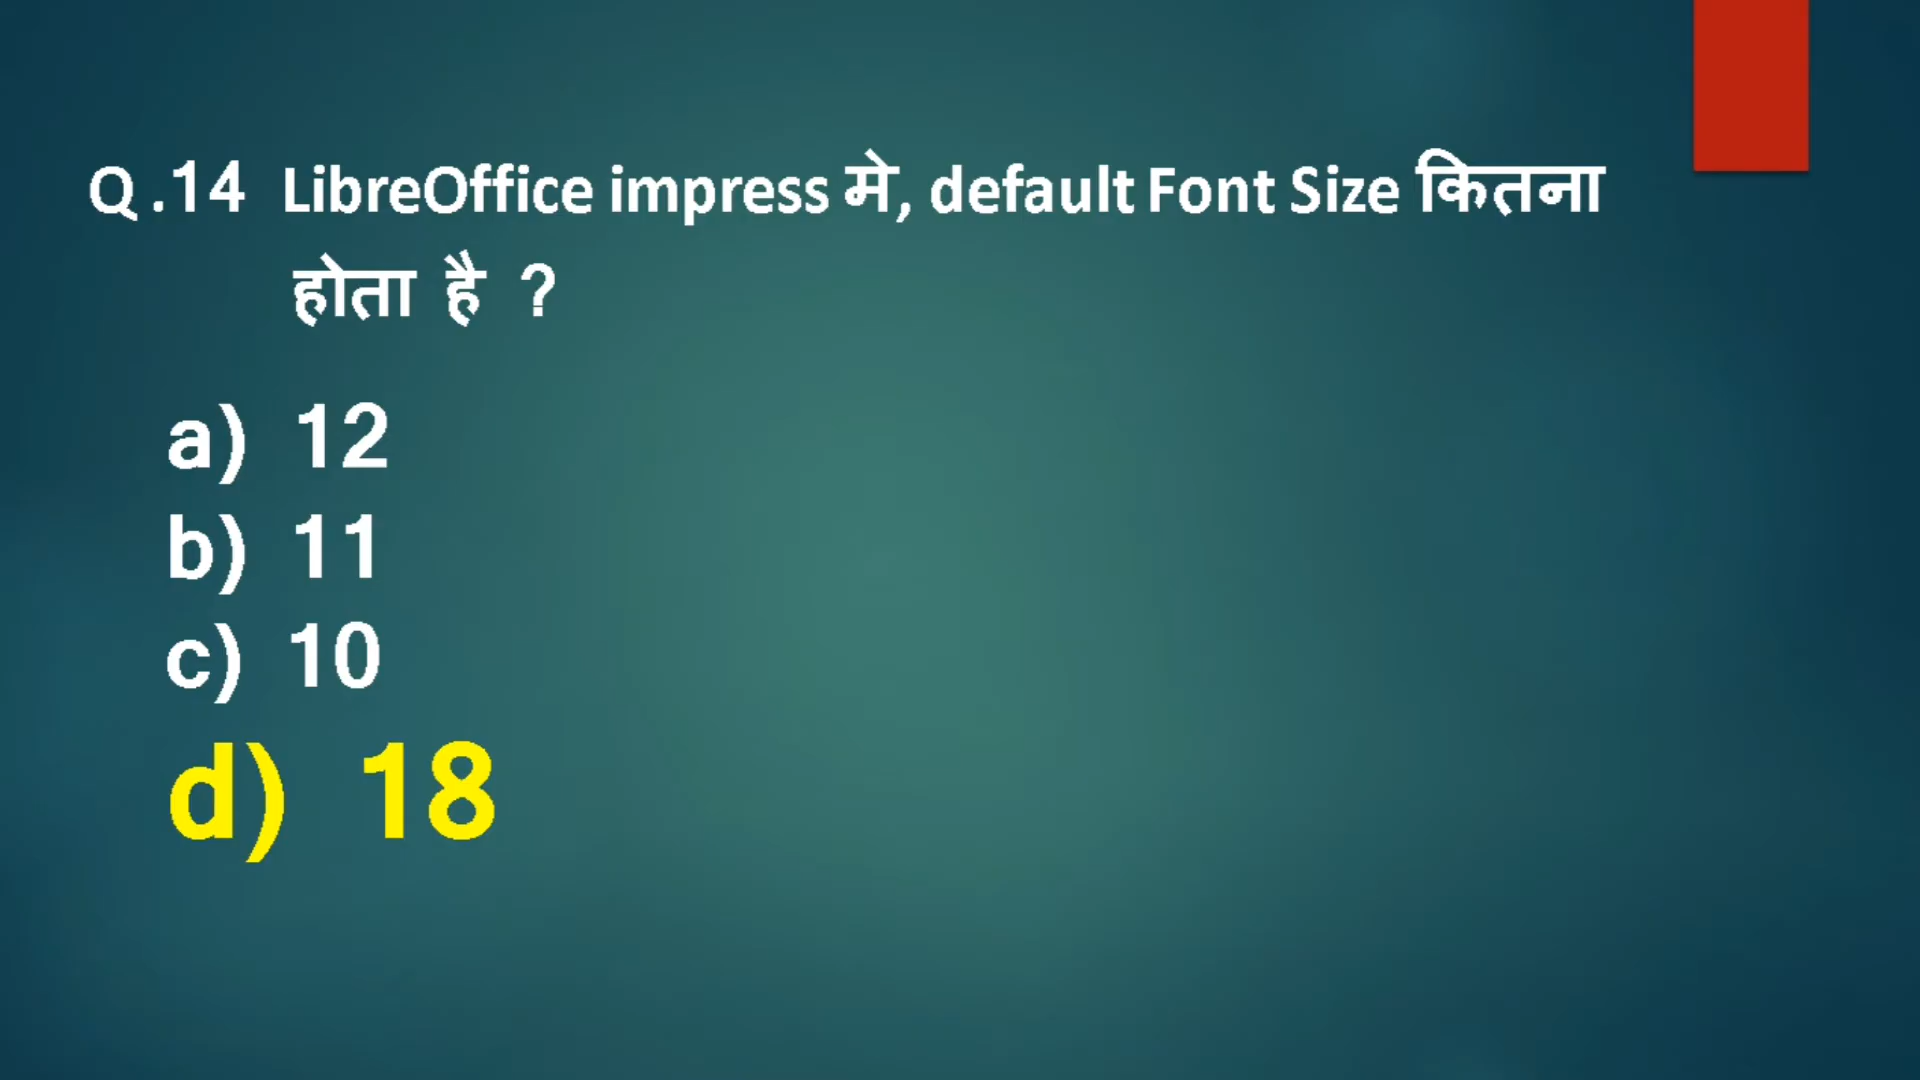 Q.14 LibreOffice impress मे, default Font Size कितना
होता है ?
a) 12
b) 11
c) 10
d) 18